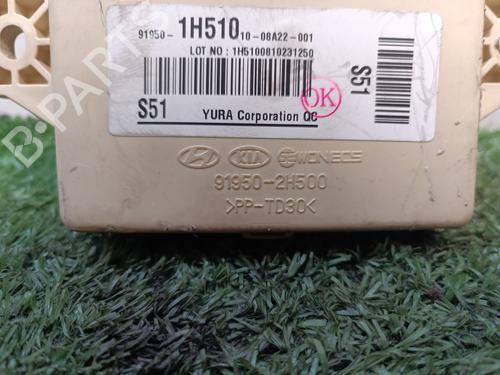 91950- 1H510 10-08A22-001
LOT NO : 1H5100810231250
S51
YURA Corporation QC
OK
S51
HYUNDAI KIA WONECS
91950-2H500
>PP-TD30<
B-PARTS